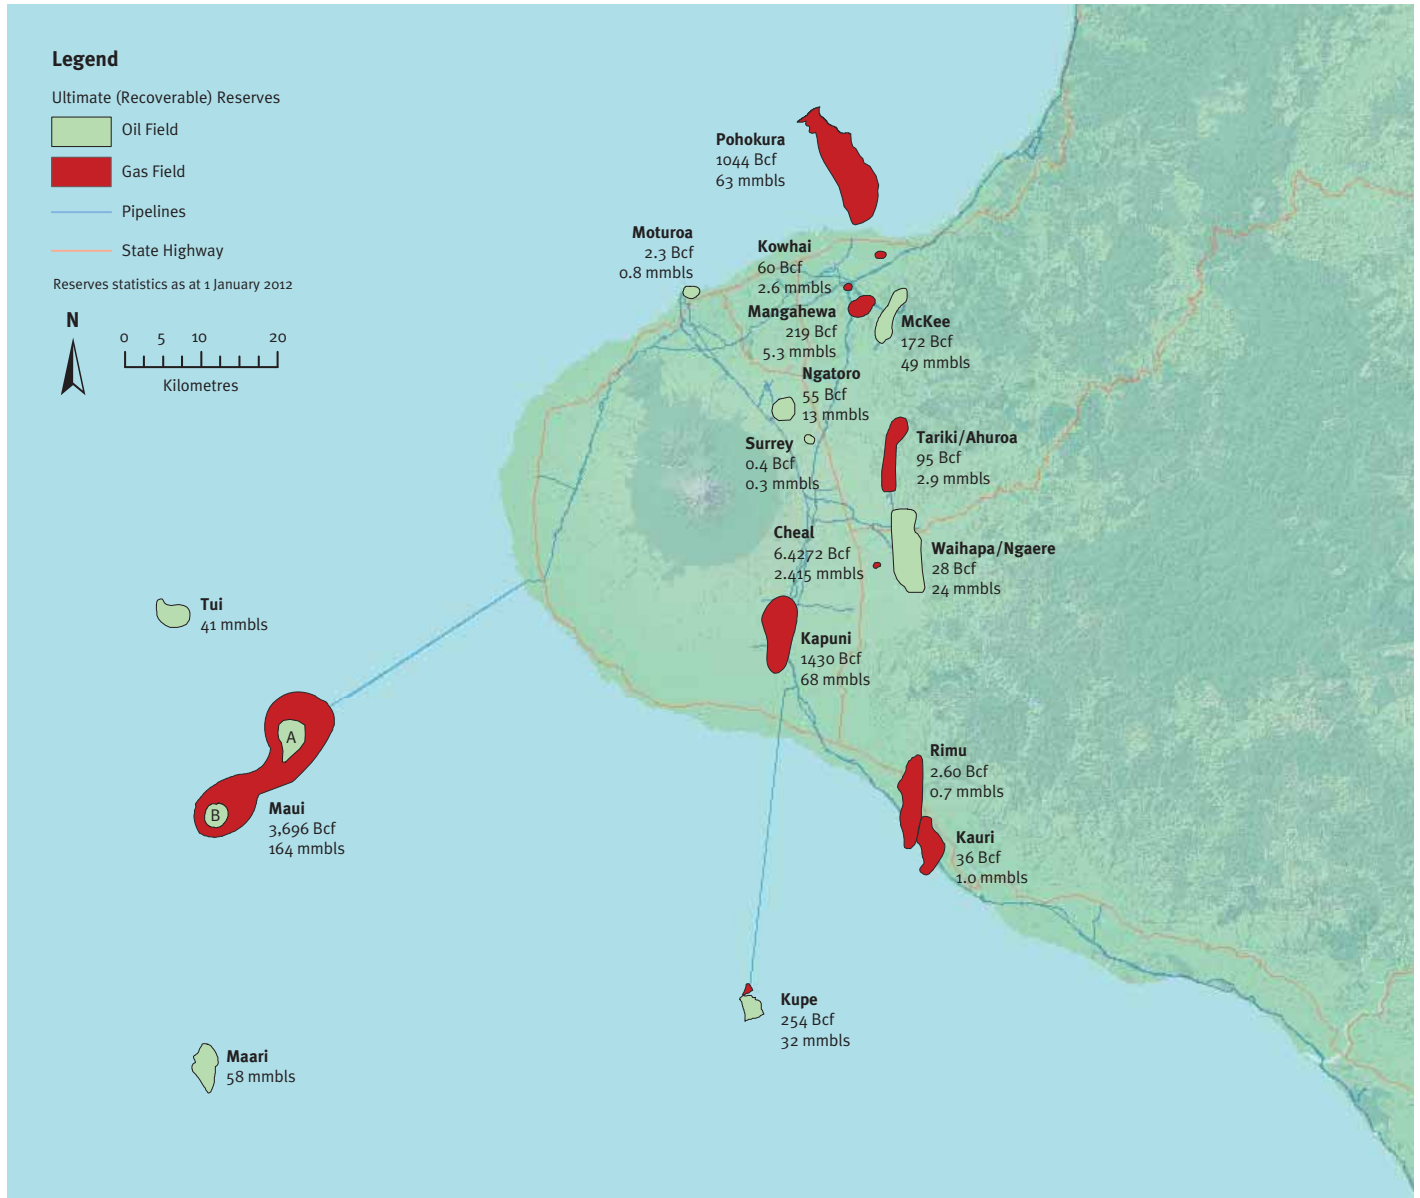 Legend
Ultimate (Recoverable) Reserves
Oil Field
Gas Field
Pipelines
State Highway
Reserves statistics as at 1 January 2012
N
0 5 10 20
Kilometres
Pohokura
1044 Bcf
63 mmbls
Moturoa
2.3 Bcf
0.8 mmbls
Kowhai
60 Bcf
2.6 mmbls
Mangahewa
219 Bcf
5.3 mmbls
McKee
172 Bcf
49 mmbls
Ngatoro
55 Bcf
13 mmbls
Surrey
0.4 Bcf
0.3 mmbls
Tariki/Ahuroa
95 Bcf
2.9 mmbls
Cheal
6.4272 Bcf
2.415 mmbls
Waihapa/Ngaere
28 Bcf
24 mmbls
Tui
41 mmbls
Kapuni
1430 Bcf
68 mmbls
A
B
Maui
3,696 Bcf
164 mmbls
Rimu
2.60 Bcf
0.7 mmbls
Kauri
36 Bcf
1.0 mmbls
Kupe
254 Bcf
32 mmbls
Maari
58 mmbls